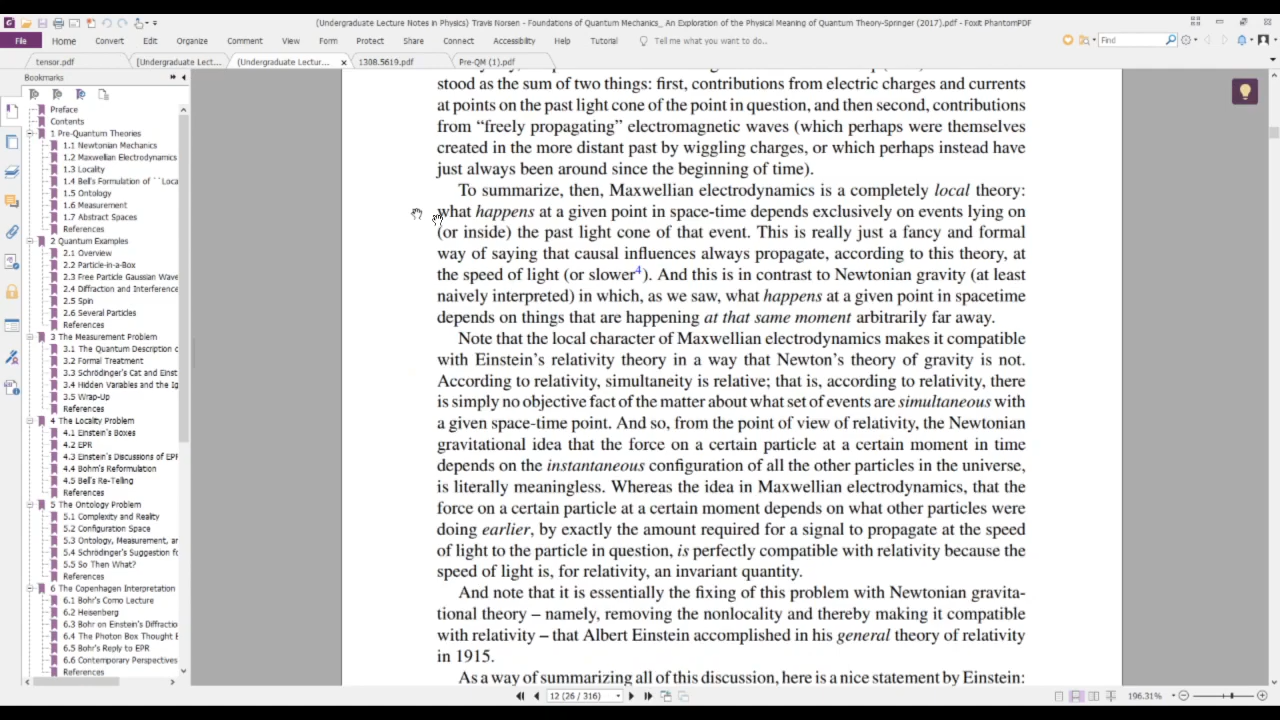 (Undergraduate Lecture Notes in Physics) Travis Norsen - Foundations of Quantum Mechanics_ An Exploration of the Physical Meaning of Quantum Theory-Springer (2017).pdf - Foxit PhantomPDF
File Home Convert Edit Organize Comment View Form Protect Share Connect Accessibility Help Tutorial Tell me what you want to do.. Find
tensor.pdf [Undergraduate Lect... (Undergraduate Lectur... × 1308.5619.pdf Pre-QM (1).pdf
Bookmarks
Preface
Contents
1 Pre-Quantum Theories
1.1 Newtonian Mechanics
1.2 Maxwellian Electrodynamics
1.3 Locality
1.4 Bell's Formulation of ``Loca
1.5 Ontology
1.6 Measurement
1.7 Abstract Spaces
References
2 Quantum Examples
2.1 Overview
2.2 Particle-in-a-Box
2.3 Free Particle Gaussian Wave
2.4 Diffraction and Interference
2.5 Spin
2.6 Several Particles
References
3 The Measurement Problem
3.1 The Quantum Description o
3.2 Formal Treatment
3.3 Schrödinger's Cat and Einst
3.4 Hidden Variables and the Ig
3.5 Wrap-Up
References
4 The Locality Problem
4.1 Einstein's Boxes
4.2 EPR
4.3 Einstein's Discussions of EPR
4.4 Bohm's Reformulation
4.5 Bell's Re-Telling
References
5 The Ontology Problem
5.1 Complexity and Reality
5.2 Configuration Space
5.3 Ontology, Measurement, ar
5.4 Schrödinger's Suggestion fo
5.5 So Then What?
References
6 The Copenhagen Interpretation
6.1 Bohr's Como Lecture
6.2 Heisenberg
6.3 Bohr on Einstein's Diffractio
6.4 The Photon Box Thought E
6.5 Bohr's Reply to EPR
6.6 Contemporary Perspectives
References
stood as the sum of two things: first, contributions from electric charges and currents
at points on the past light cone of the point in question, and then second, contributions
from “freely propagating” electromagnetic waves (which perhaps were themselves
created in the more distant past by wiggling charges, or which perhaps instead have
just always been around since the beginning of time).
To summarize, then, Maxwellian electrodynamics is a completely local theory:
what happens at a given point in space-time depends exclusively on events lying on
(or inside) the past light cone of that event. This is really just a fancy and formal
way of saying that causal influences always propagate, according to this theory, at
the speed of light (or slower4). And this is in contrast to Newtonian gravity (at least
naively interpreted) in which, as we saw, what happens at a given point in spacetime
depends on things that are happening at that same moment arbitrarily far away.
Note that the local character of Maxwellian electrodynamics makes it compatible
with Einstein’s relativity theory in a way that Newton’s theory of gravity is not.
According to relativity, simultaneity is relative; that is, according to relativity, there
is simply no objective fact of the matter about what set of events are simultaneous with
a given space-time point. And so, from the point of view of relativity, the Newtonian
gravitational idea that the force on a certain particle at a certain moment in time
depends on the instantaneous configuration of all the other particles in the universe,
is literally meaningless. Whereas the idea in Maxwellian electrodynamics, that the
force on a certain particle at a certain moment depends on what other particles were
doing earlier, by exactly the amount required for a signal to propagate at the speed
of light to the particle in question, is perfectly compatible with relativity because the
speed of light is, for relativity, an invariant quantity.
And note that it is essentially the fixing of this problem with Newtonian gravita-
tional theory – namely, removing the nonlocality and thereby making it compatible
with relativity – that Albert Einstein accomplished in his general theory of relativity
in 1915.
As a way of summarizing all of this discussion, here is a nice statement by Einstein:
12 (26 / 316) 196.31%